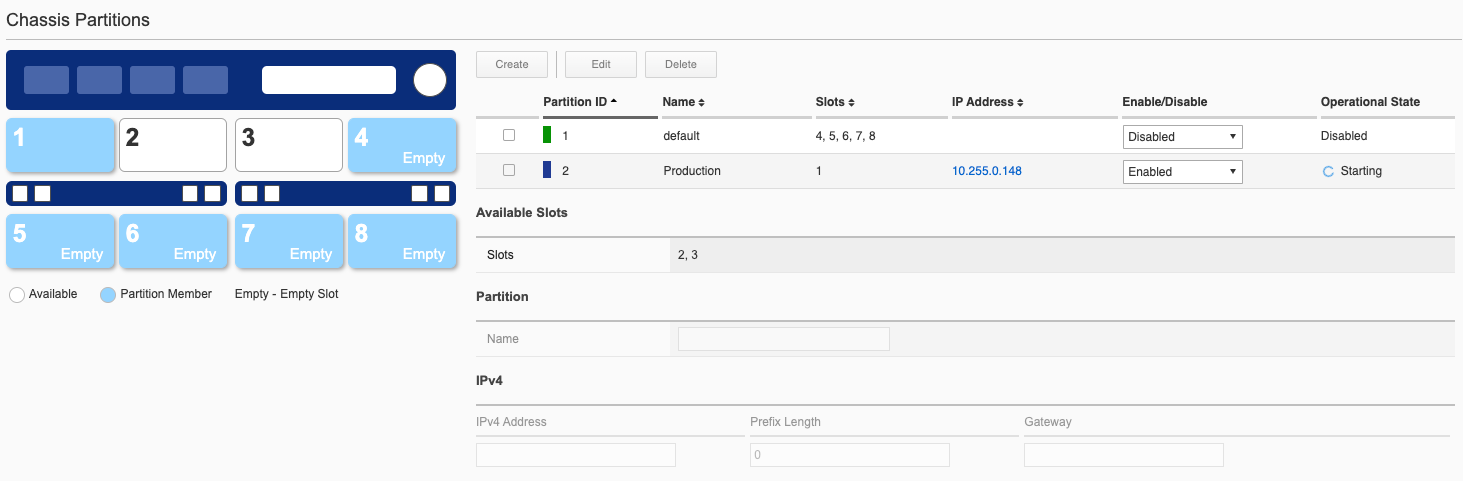 Chassis Partitions
1
2
3
4
Empty
5
Empty
6
Empty
7
Empty
8
Empty
Available
Partition Member
Empty - Empty Slot
Create
Edit
Delete
Partition ID Name Slots IP Address Enable/Disable Operational State
1 default 4, 5, 6, 7, 8 Disabled Disabled
2 Production 1 10.255.0.148 Enabled Starting
Available Slots
Slots 2, 3
Partition
Name
IPv4
IPv4 Address Prefix Length Gateway
0